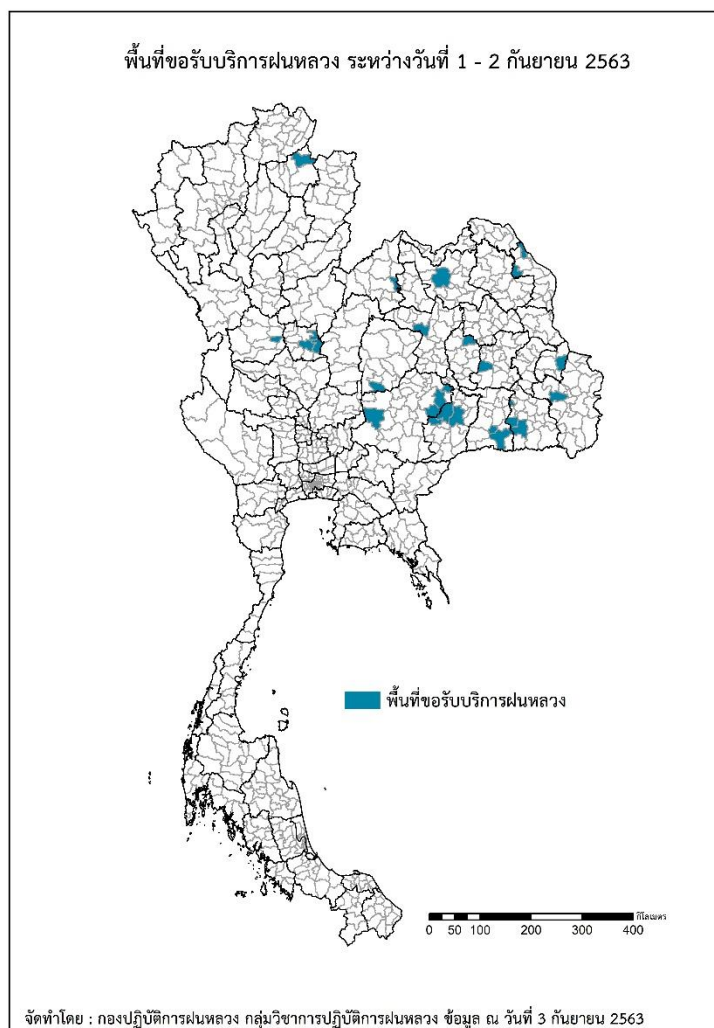 พื้นที่ขอรับบริการฝนหลวง ระหว่างวันที่ 1 - 2 กันยายน 2563
พื้นที่ขอรับบริการฝนหลวง
กิโลเมตร
0 50 100 200 300 400
จัดทำโดย : กองปฏิบัติการฝนหลวง กลุ่มวิชาการปฏิบัติการฝนหลวง ข้อมูล ณ วันที่ 3 กันยายน 2563